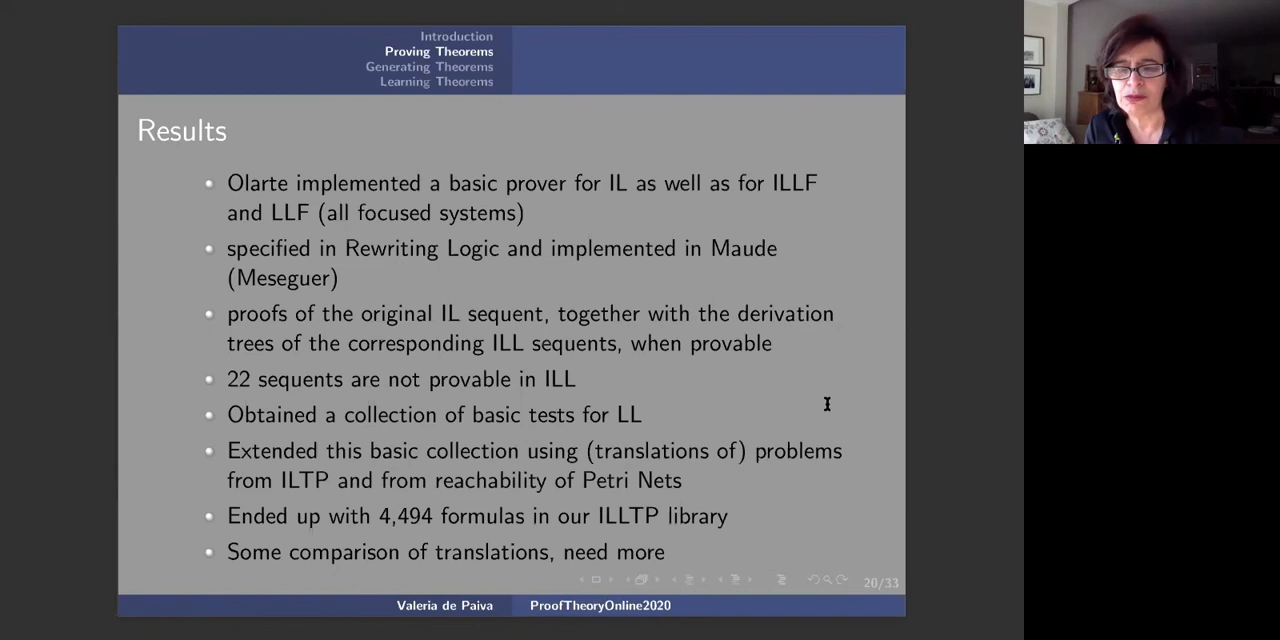 Introduction
Proving Theorems
Generating Theorems
Learning Theorems
Results
Olarte implemented a basic prover for IL as well as for ILLF
and LLF (all focused systems)
specified in Rewriting Logic and implemented in Maude
(Meseguer)
proofs of the original IL sequent, together with the derivation
trees of the corresponding ILL sequents, when provable
22 sequents are not provable in ILL
Obtained a collection of basic tests for LL
Extended this basic collection using (translations of) problems
from ILTP and from reachability of Petri Nets
Ended up with 4,494 formulas in our ILLTP library
Some comparison of translations, need more
20/33
Valeria de Paiva ProofTheoryOnline2020